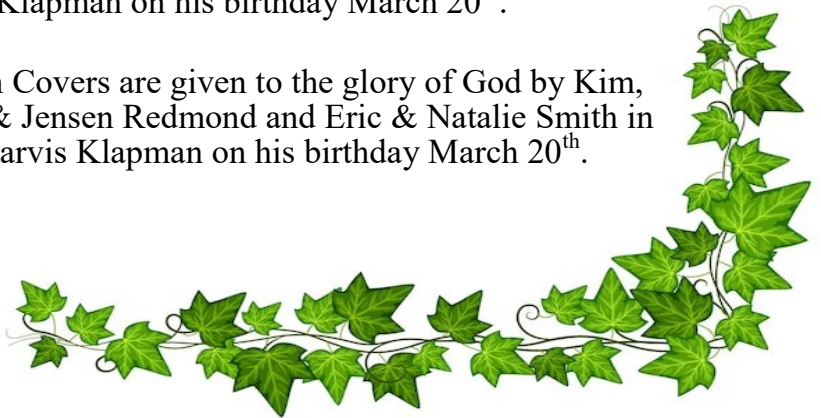 Klapman on his birthday March 20 .
Covers are given to the glory of God by Kim,
& Jensen Redmond and Eric & Natalie Smith in
arvis Klapman on his birthday March 20th.